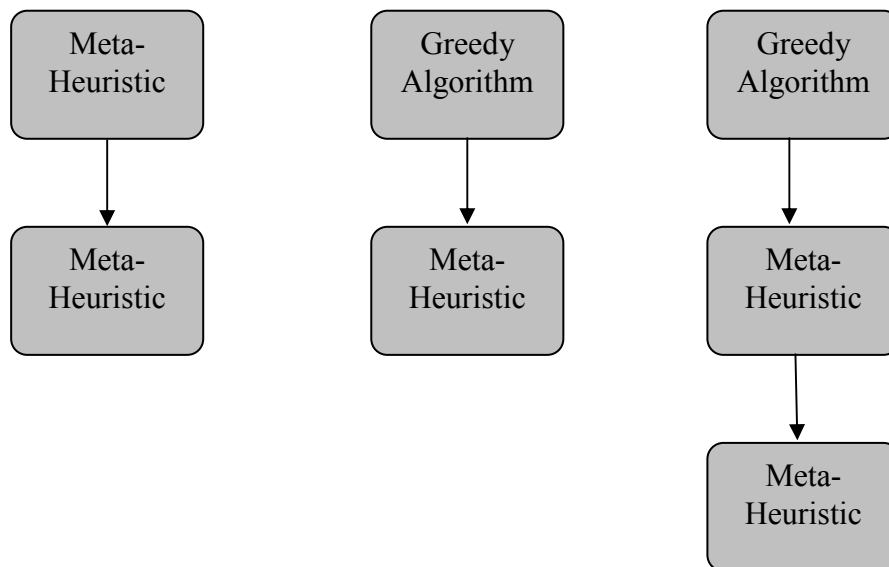 Meta-
Heuristic
Greedy
Algorithm
Greedy
Algorithm
Meta-
Heuristic
Meta-
Heuristic
Meta-
Heuristic
Meta-
Heuristic